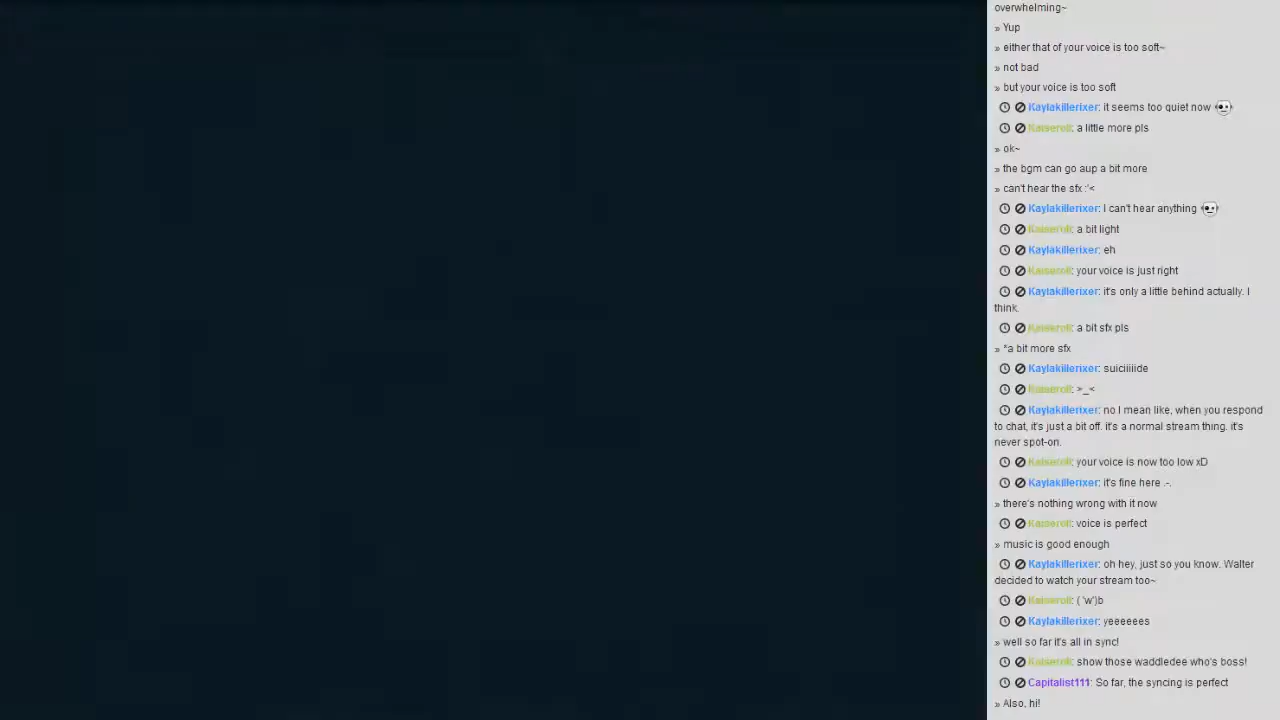 overwhelming~
» Yup
» either that of your voice is too soft~
» not bad
» but your voice is too soft
Kaylakillerixer: it seems too quiet now
Kaiseroll: a little more pls
» ok~
» the bgm can go aup a bit more
» can't hear the sfx :'<
Kaylakillerixer: I can't hear anything
Kaiseroll: a bit light
Kaylakillerixer: eh
Kaiseroll: your voice is just right
Kaylakillerixer: it's only a little behind actually. I
think.
Kaiseroll: a bit sfx pls
» *a bit more sfx
Kaylakillerixer: suiciiiiide
Kaiseroll: >_<
Kaylakillerixer: no I mean like, when you respond
to chat, it's just a bit off. it's a normal stream thing. it's
never spot-on.
Kaiseroll: your voice is now too low xD
Kaylakillerixer: it's fine here .-.
» there's nothing wrong with it now
Kaiseroll: voice is perfect
» music is good enough
Kaylakillerixer: oh hey, just so you know. Walter
decided to watch your stream too~
Kaiseroll: ( 'w')b
Kaylakillerixer: yeeeeees
» well so far it's all in sync!
Kaiseroll: show those waddledee who's boss!
Capitalist111: So far, the syncing is perfect
» Also, hi!